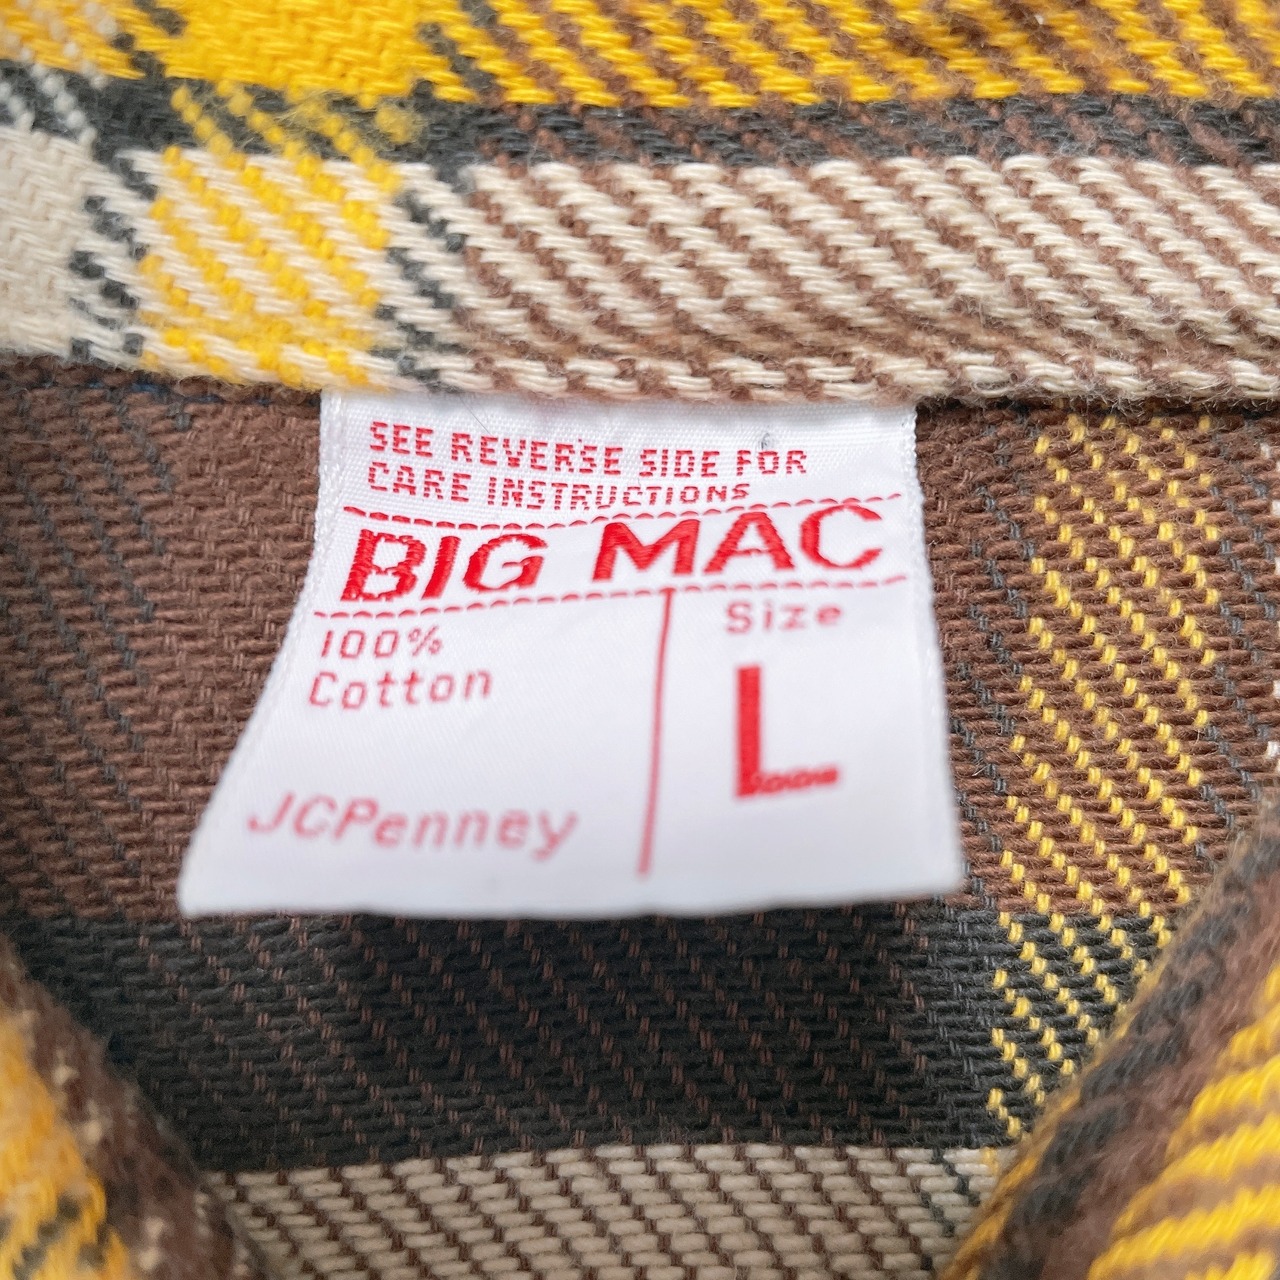 SEE REVERSE SIDE FOR
CARE INSTRUCTIONS
BIG MAC
100%
Cotton
Size
L
JCPenney